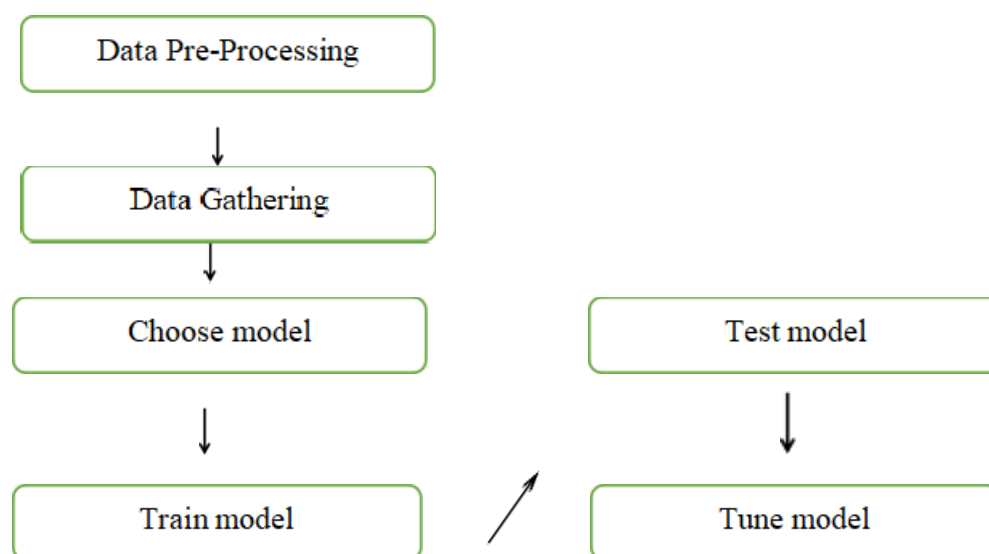 Data Pre-Processing
Data Gathering
Choose model
Train model
Test model
Tune model